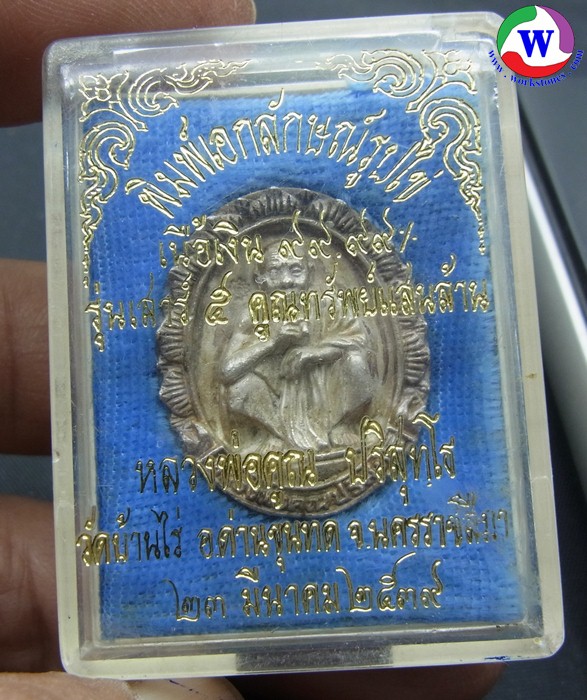 W
www.workstones.com
พิมพ์เอกลักษณ์รูปไข่
เนื้อเงิน ๙๙.๙๙%
รุ่นเสาร์ ๕ คูณทรัพย์แสนล้าน
หลวงพ่อคูณ ปริสุทฺโธ
วัดบ้านไร่ อ.ด่านขุนทด จ.นครราชสีมา
๒๓ มีนาคม ๒๕๓๙